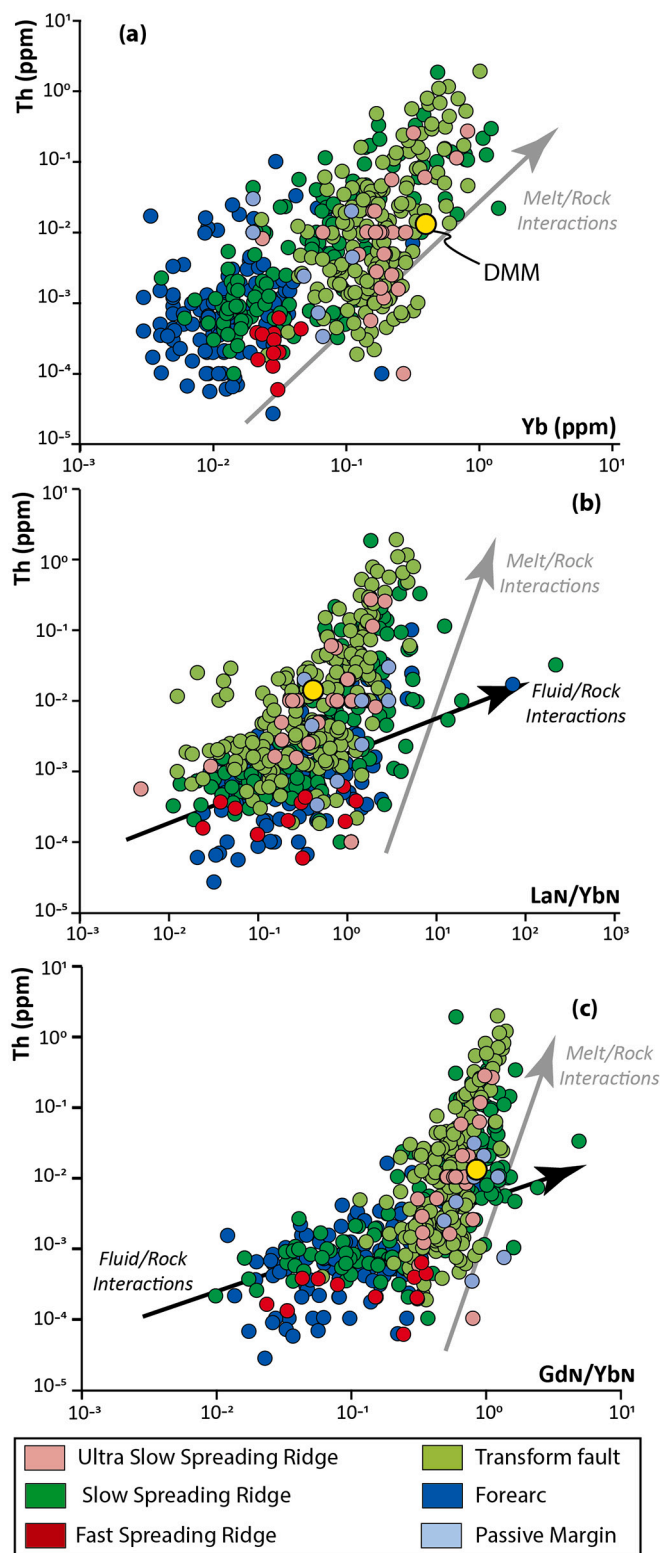 (a)
Th (ppm)
10¹
10⁰
10⁻¹
10⁻²
10⁻³
10⁻⁴
10⁻⁵
Melt/Rock
Interactions
DMM
Yb (ppm)
10⁻³
10⁻²
10⁻¹
10⁰
10¹
(b)
Th (ppm)
10¹
10⁰
10⁻¹
10⁻²
10⁻³
10⁻⁴
10⁻⁵
Melt/Rock
Interactions
Fluid/Rock
Interactions
LaN/YbN
10⁻³
10⁻²
10⁻¹
10⁰
10¹
10²
10³
(c)
Th (ppm)
10¹
10⁰
10⁻¹
10⁻²
10⁻³
10⁻⁴
10⁻⁵
Melt/Rock
Interactions
Fluid/Rock
Interactions
GdN/YbN
10⁻³
10⁻²
10⁻¹
10⁰
10¹
Ultra Slow Spreading Ridge
Transform fault
Slow Spreading Ridge
Forearc
Fast Spreading Ridge
Passive Margin